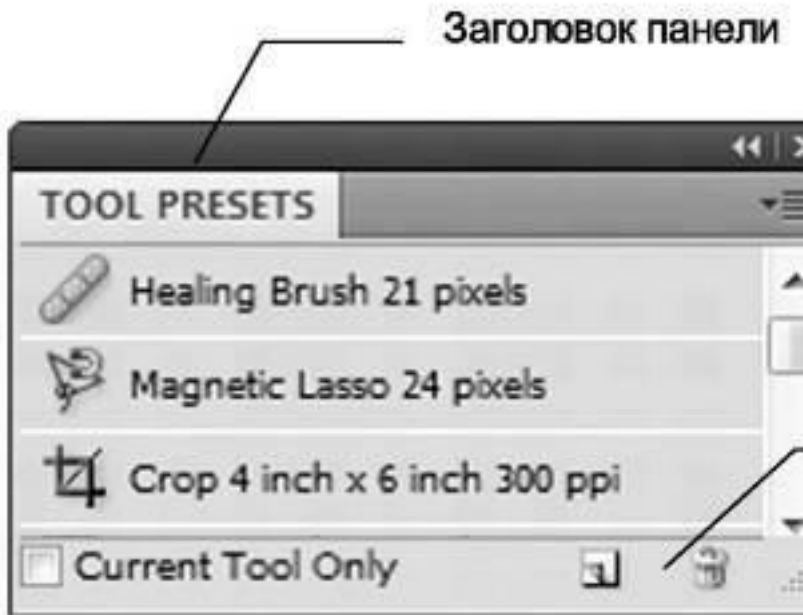 Заголовок панели
TOOL PRESETS
Healing Brush 21 pixels
Magnetic Lasso 24 pixels
Crop 4 inch x 6 inch 300 ppi
Current Tool Only